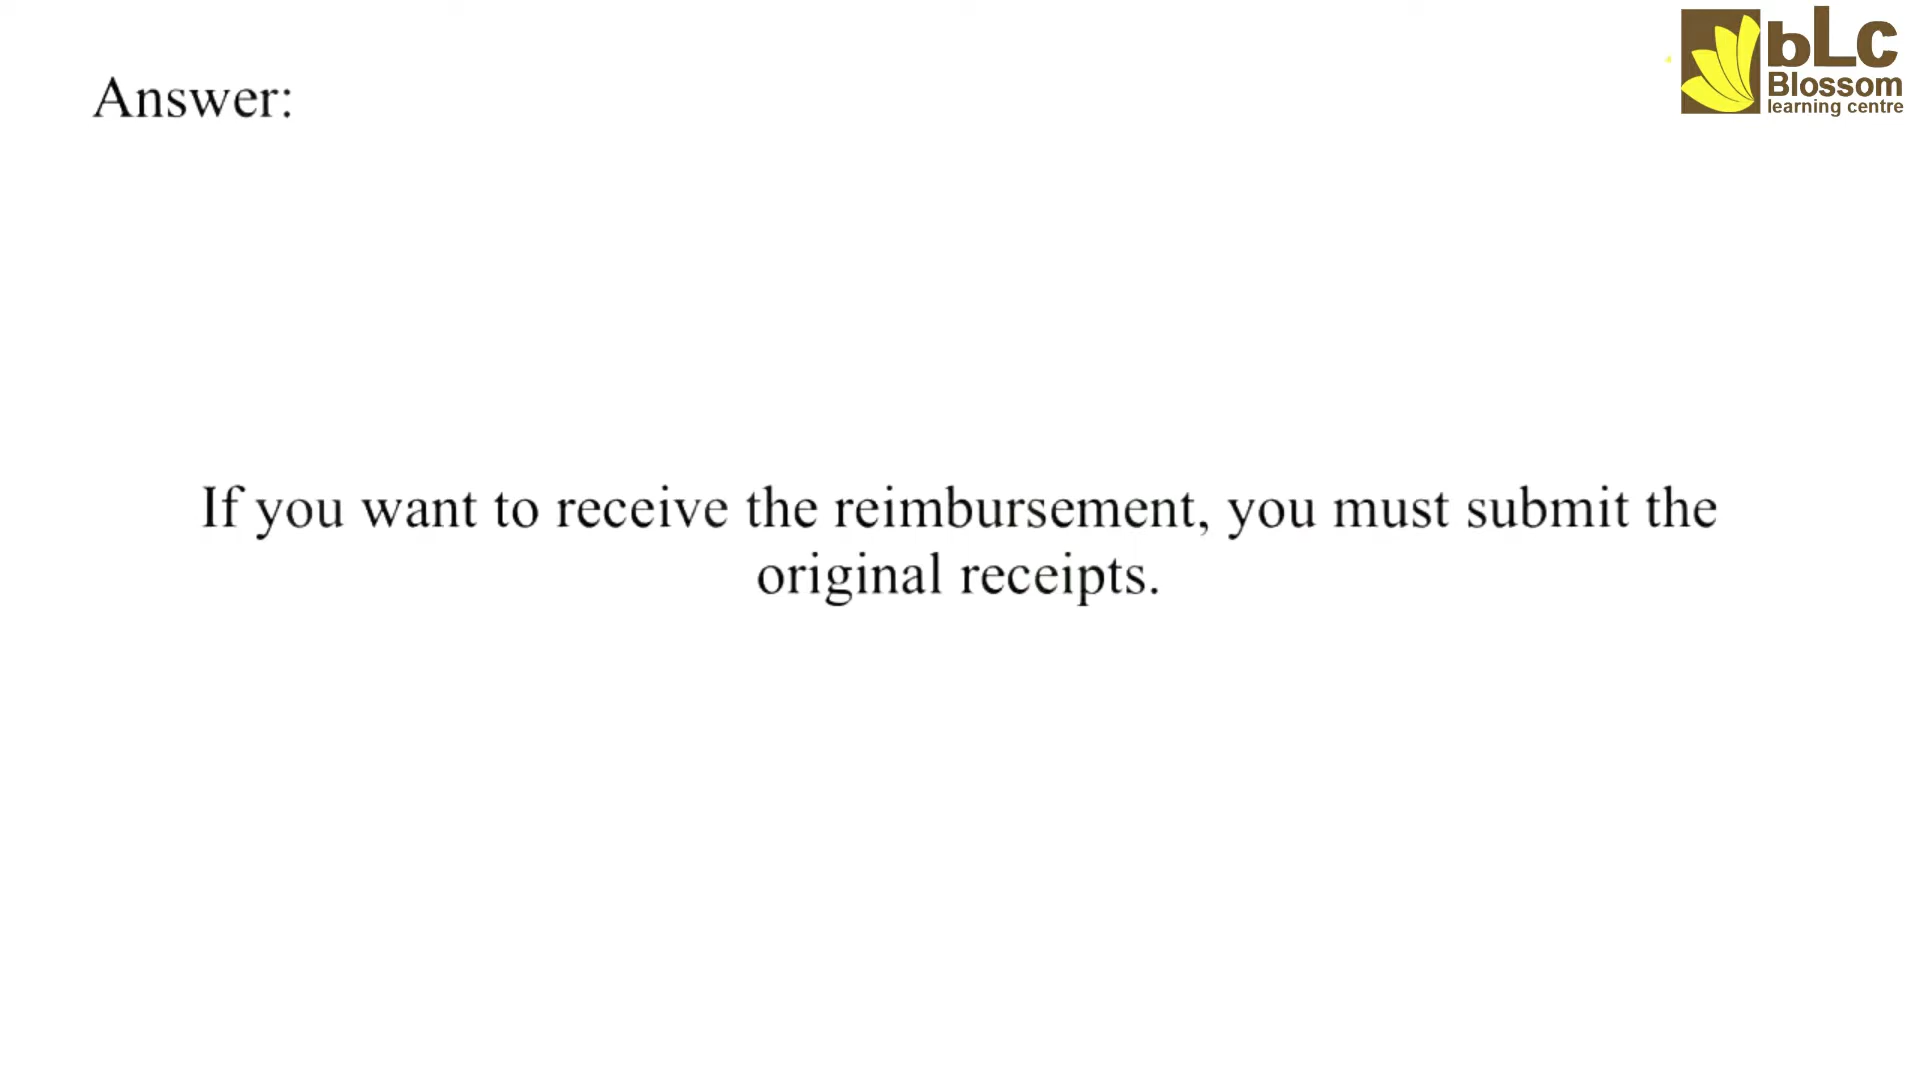 bLc
Blossom
learning centre
Answer:
If you want to receive the reimbursement, you must submit the
original receipts.